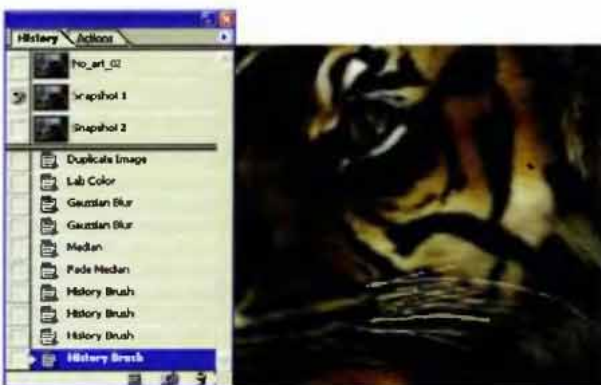 History Actions
No_art_02
Snapshot 1
Snapshot 2
Duplicate Image
Lab Color
Gaussian Blur
Gaussian Blur
Median
Fade Median
History Brush
History Brush
History Brush
History Brush